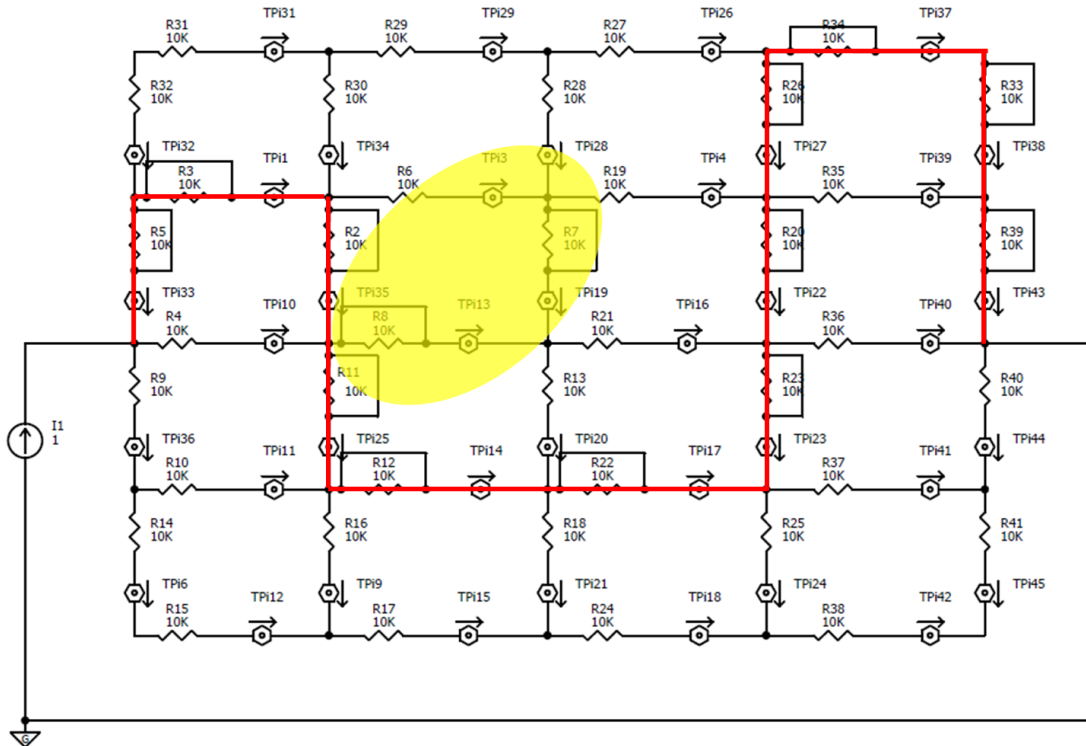 R31
10K
TPi31
R29
10K
TPi29
R27
10K
TPi26
R34
10K
TPi37
R32
10K
R30
10K
R28
10K
R26
10K
R33
10K
TPi32
TPi34
TPi28
TPi27
TPi38
R3
10K
TPi1
R6
10K
TPi3
R19
10K
TPi4
R35
10K
TPi39
R5
10K
R2
10K
R7
10K
R20
10K
R39
10K
TPi33
TPi35
TPi19
TPi22
TPi43
R4
10K
TPi10
R8
10K
TPi13
R21
10K
TPi16
R36
10K
TPi40
R9
10K
R11
10K
R13
10K
R23
10K
R40
10K
I1
1
TPi36
TPi25
TPi20
TPi23
TPi44
R10
10K
TPi11
R12
10K
TPi14
R22
10K
TPi17
R37
10K
TPi41
R14
10K
R16
10K
R18
10K
R25
10K
R41
10K
TPi6
TPi9
TPi21
TPi24
TPi45
R15
10K
TPi12
R17
10K
TPi15
R24
10K
TPi18
R38
10K
TPi42
G